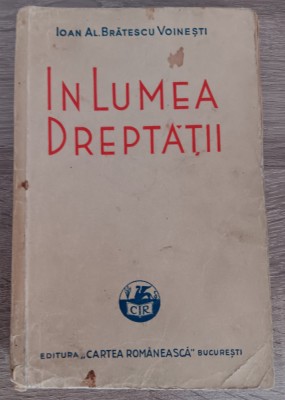 IOAN AL. BRĂTESCU VOINEȘTI
IN LUMEA
DREPTĂȚII
CR
EDITURA „CARTEA ROMÂNEASCĂ” BUCUREȘTI